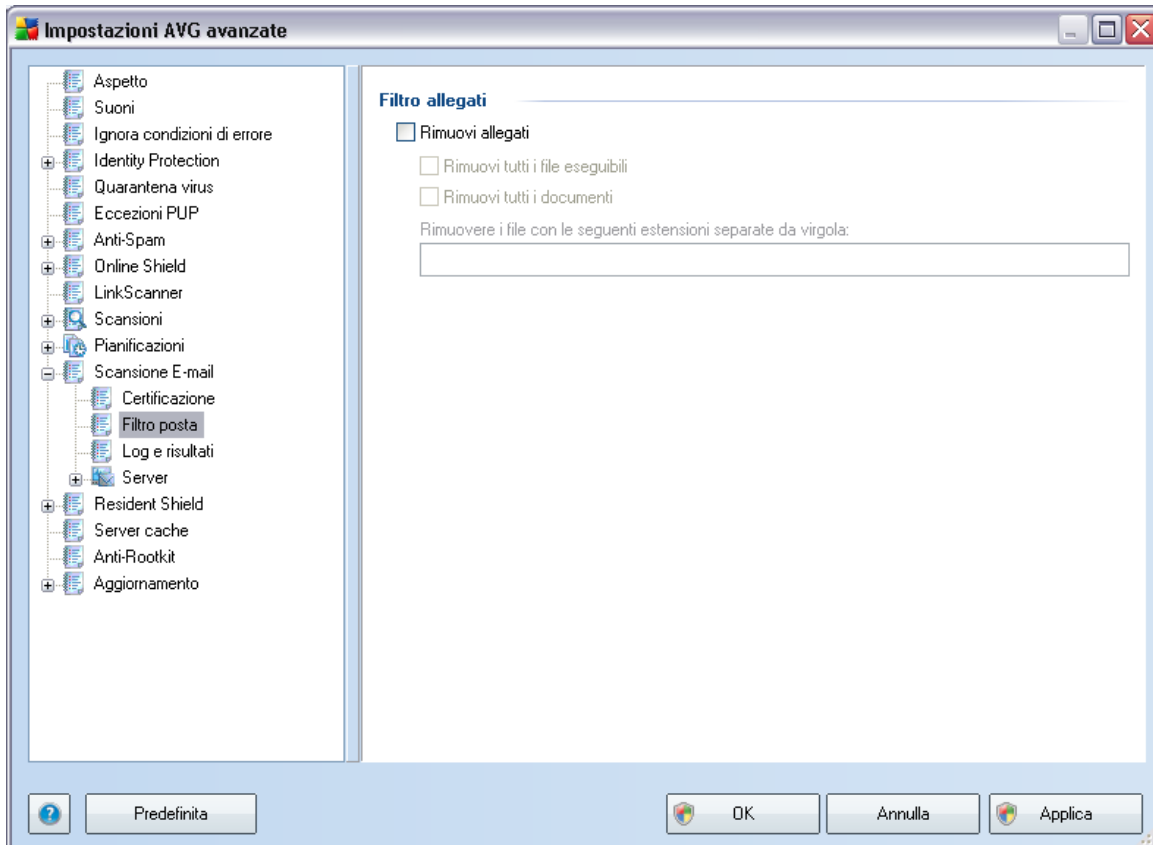 Impostazioni AVG avanzate
Aspetto
Suoni
Ignora condizioni di errore
Identity Protection
Quarantena virus
Eccezioni PUP
Anti-Spam
Online Shield
LinkScanner
Scansioni
Pianificazioni
Scansione E-mail
Certificazione
Filtro posta
Log e risultati
Server
Resident Shield
Server cache
Anti-Rootkit
Aggiornamento
Filtro allegati
Rimuovi allegati
Rimuovi tutti i file eseguibili
Rimuovi tutti i documenti
Rimuovere i file con le seguenti estensioni separate da virgola:
? Predefinita OK Annulla Applica